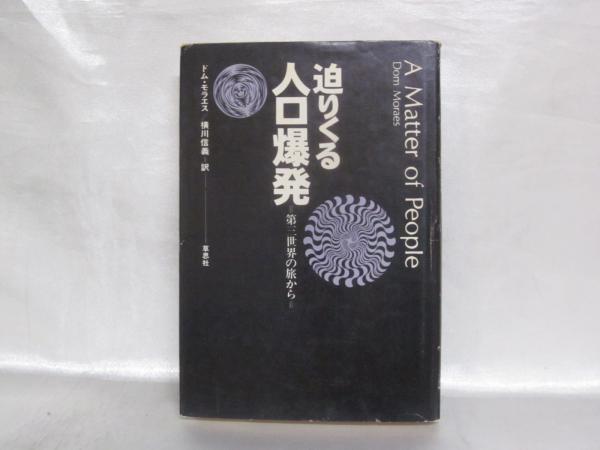 A Matter of People
Dom Moraes
迫りくる
人口爆発
第三世界の旅から
ドム・モラエス
横川信義 訳
草思社